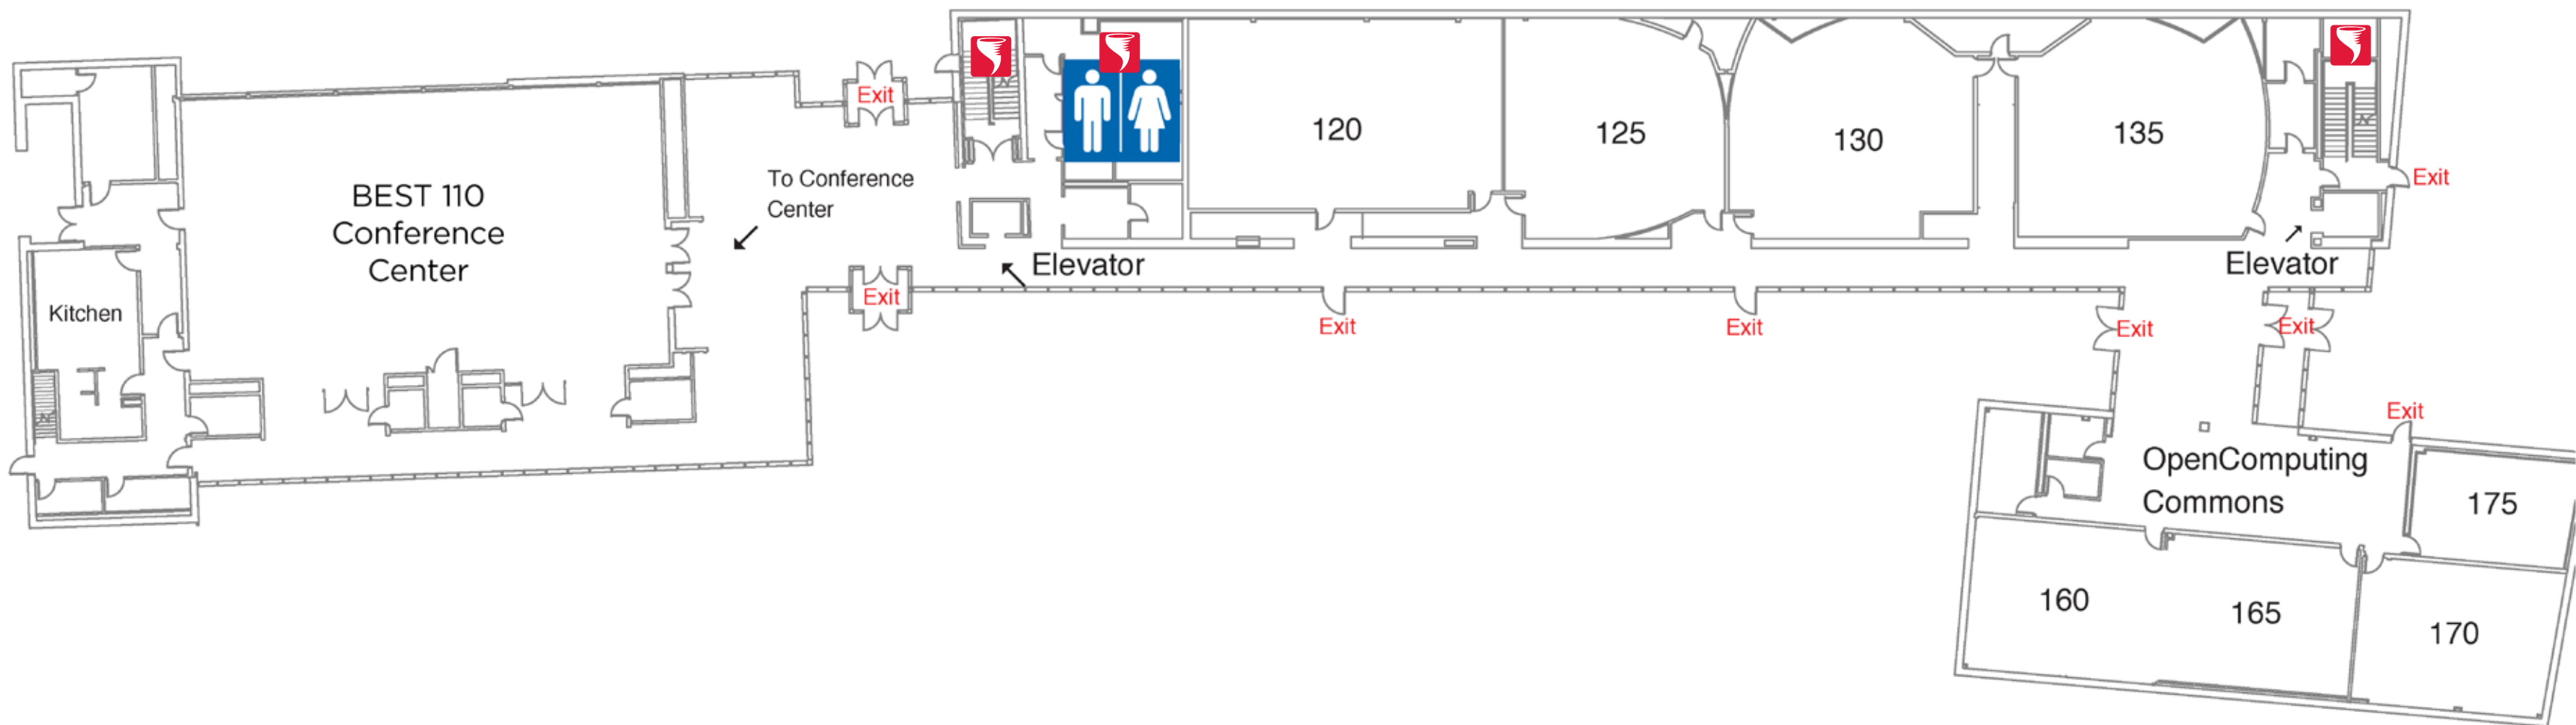 Exit
120
125
130
135
Exit
To Conference
Center
BEST 110
Conference
Center
Elevator
Elevator
Kitchen
Exit
Exit
Exit
Exit
Exit
Exit
OpenComputing
Commons
175
160
165
170